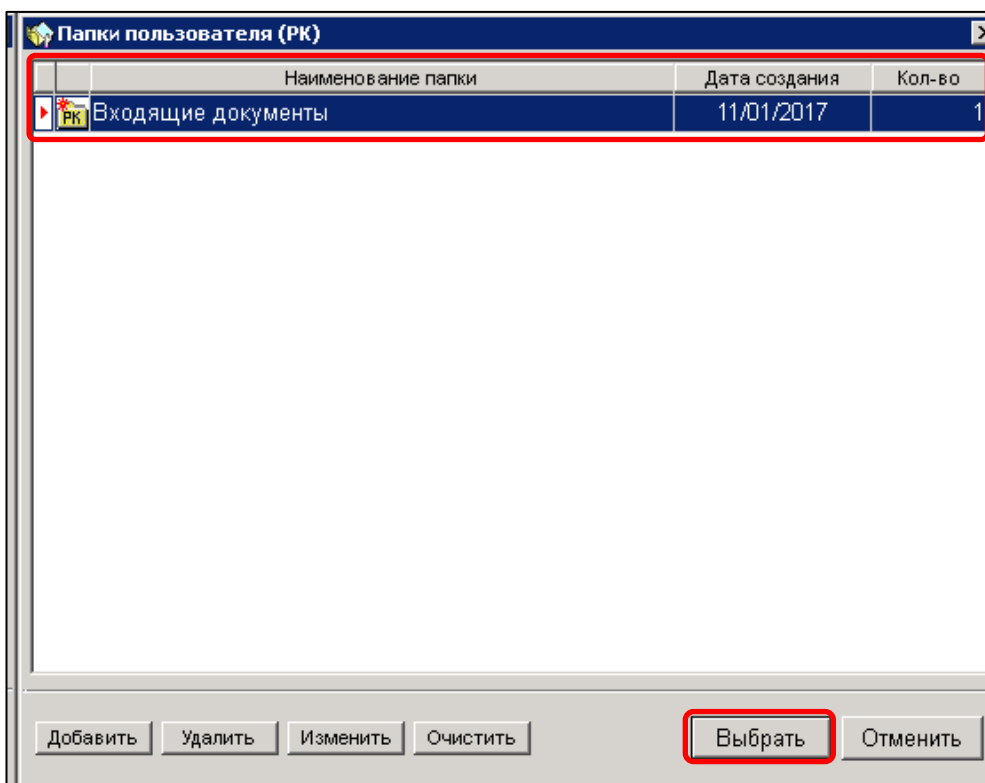 Папки пользователя (РК)
Наименование папки Дата создания Кол-во
РК Входящие документы 11/01/2017 1
Добавить Удалить Изменить Очистить Выбрать Отменить